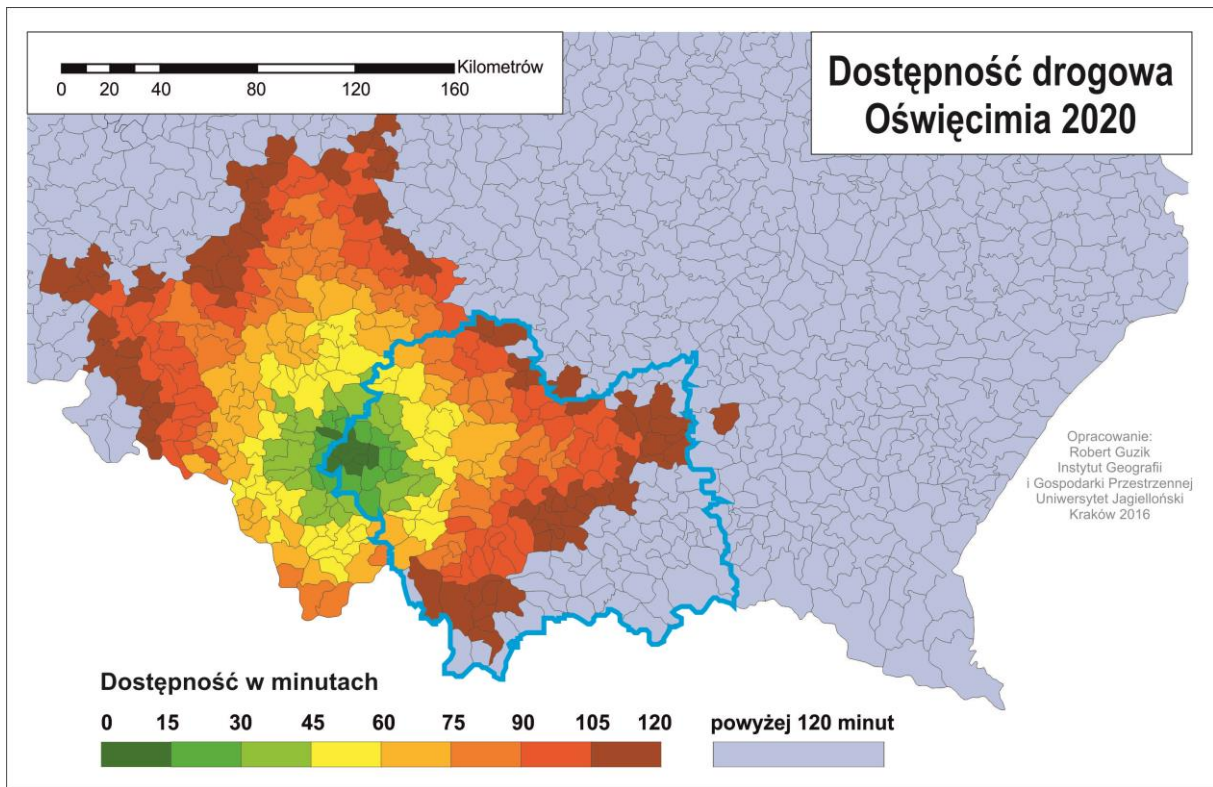 Kilometrów
0 20 40 80 120 160
Dostępność drogowa
Oświęcimia 2020
Opracowanie:
Robert Guzik
Instytut Geografii
i Gospodarki Przestrzennej
Uniwersytet Jagielloński
Kraków 2016
Dostępność w minutach
0 15 30 45 60 75 90 105 120 powyżej 120 minut